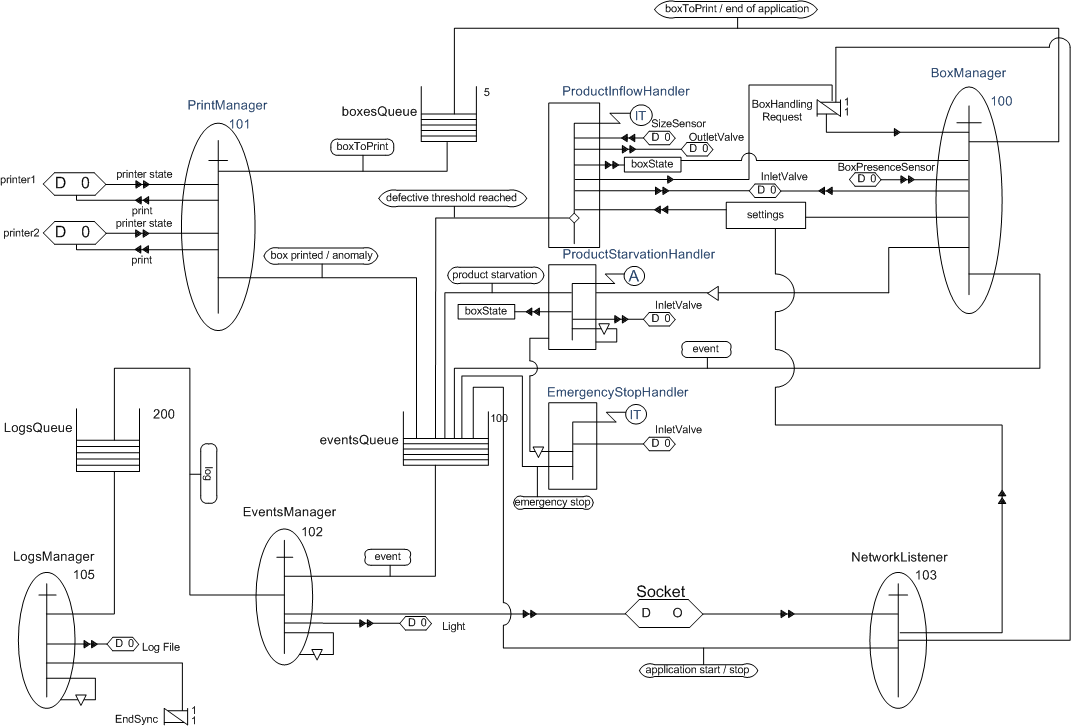 boxToPrint / end of application
BoxManager
100
ProductInflowHandler
5
boxesQueue
PrintManager
101
IT
SizeSensor
D 0
OutletValve
D 0
BoxHandling
Request
1
1
boxToPrint
boxState
BoxPresenceSensor
D 0
printer1
D 0
printer state
print
InletValve
D 0
defective threshold reached
settings
printer2
D 0
printer state
print
box printed / anomaly
ProductStarvationHandler
product starvation
A
boxState
InletValve
D 0
event
EmergencyStopHandler
LogsQueue
200
eventsQueue
100
IT
InletValve
D 0
log
emergency stop
EventsManager
102
LogsManager
105
event
NetworkListener
103
Socket
D O
D 0
Light
D 0
Log File
application start / stop
EndSync
1
1